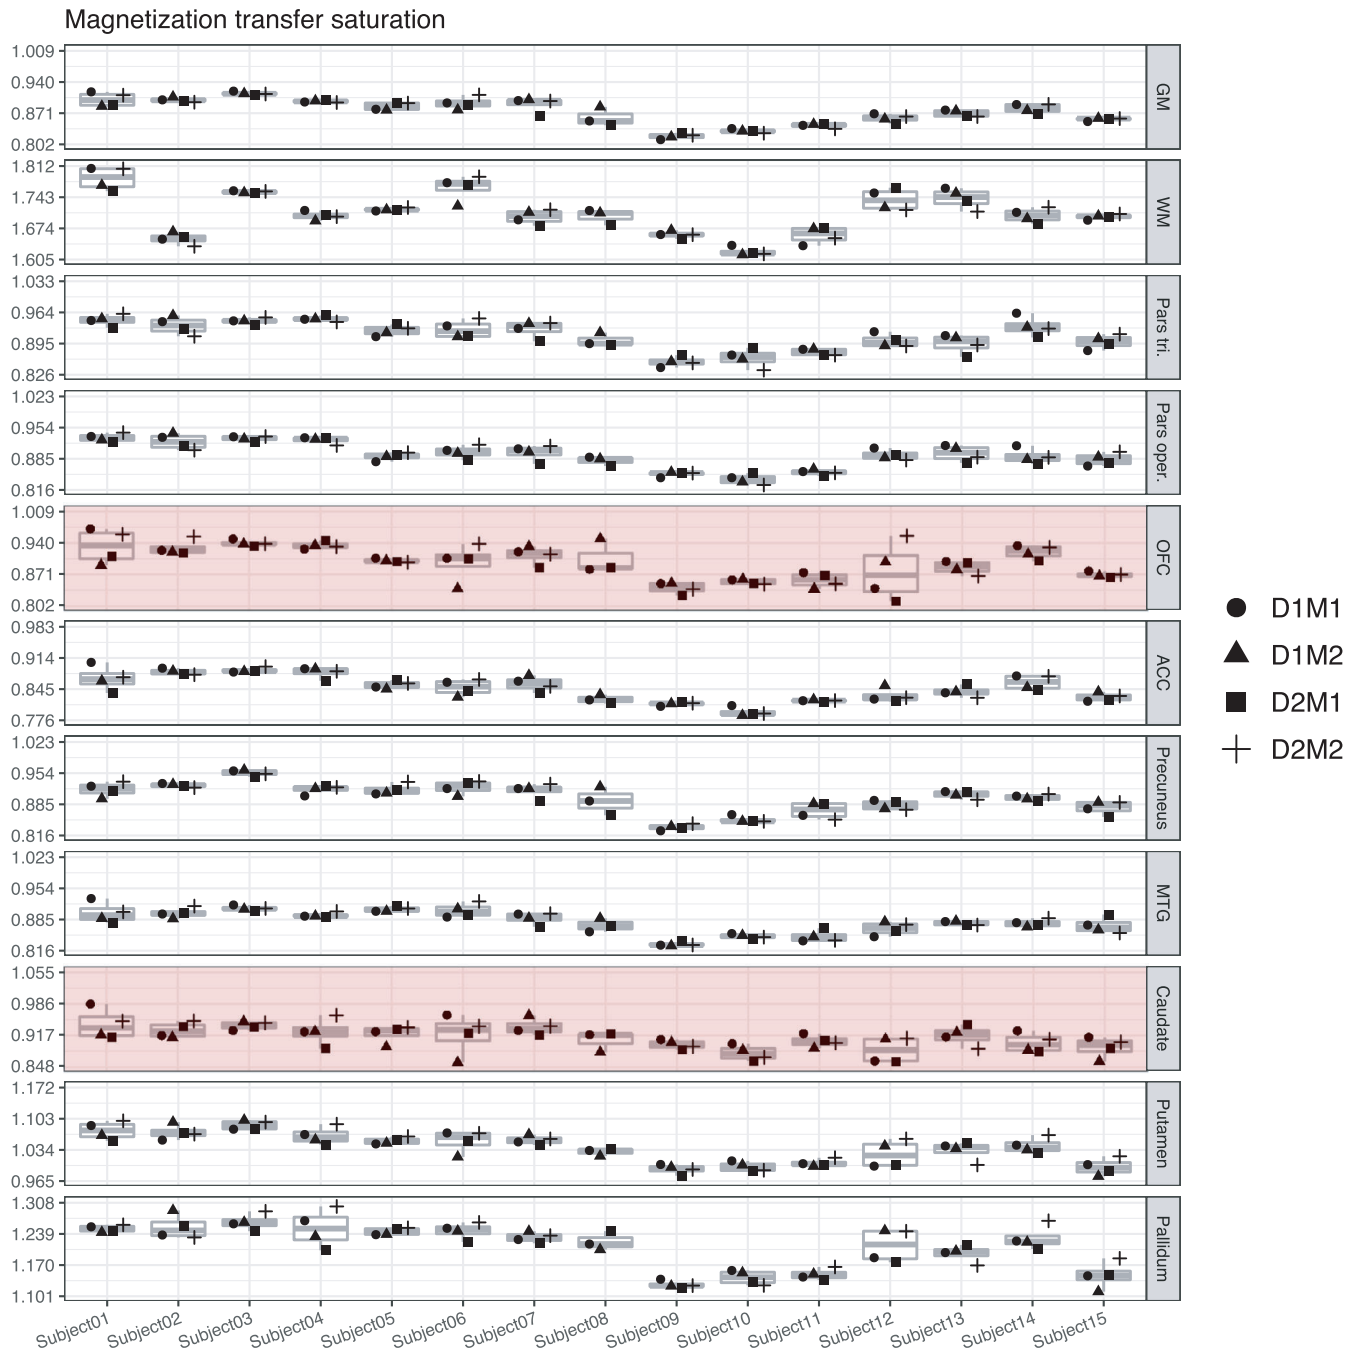 Magnetization transfer saturation
1.009
0.940
0.871
0.802
GM
1.812
1.743
1.674
1.605
WM
1.033
0.964
0.895
0.826
Pars tri.
1.023
0.954
0.885
0.816
Pars oper.
1.009
0.940
0.871
0.802
OFC
0.983
0.914
0.845
0.776
ACC
1.023
0.954
0.885
0.816
Precuneus
1.023
0.954
0.885
0.816
MTG
1.055
0.986
0.917
0.848
Caudate
1.172
1.103
1.034
0.965
Putamen
1.308
1.239
1.170
1.101
Pallidum
Subject01 Subject02 Subject03 Subject04 Subject05 Subject06 Subject07 Subject08 Subject09 Subject10 Subject11 Subject12 Subject13 Subject14 Subject15
D1M1
D1M2
D2M1
D2M2